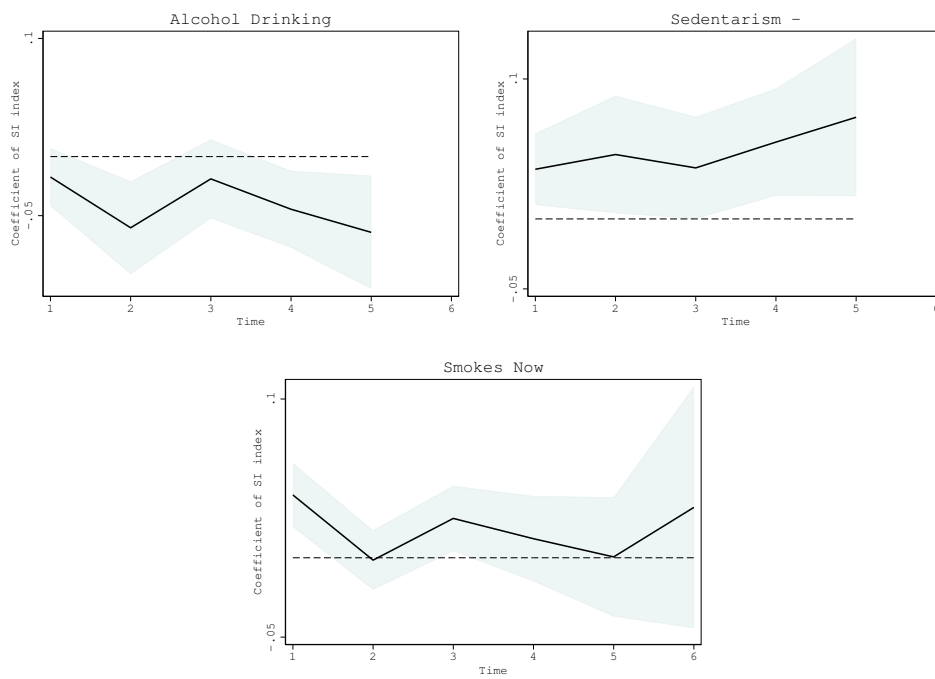 Alcohol Drinking
Coefficient of SI index
.1
-.05
1 2 3 4 5 6
Time
Sedentarism -
Coefficient of SI index
.1
-.05
1 2 3 4 5
Time
Smokes Now
Coefficient of SI index
.1
-.05
1 2 3 4 5 6
Time